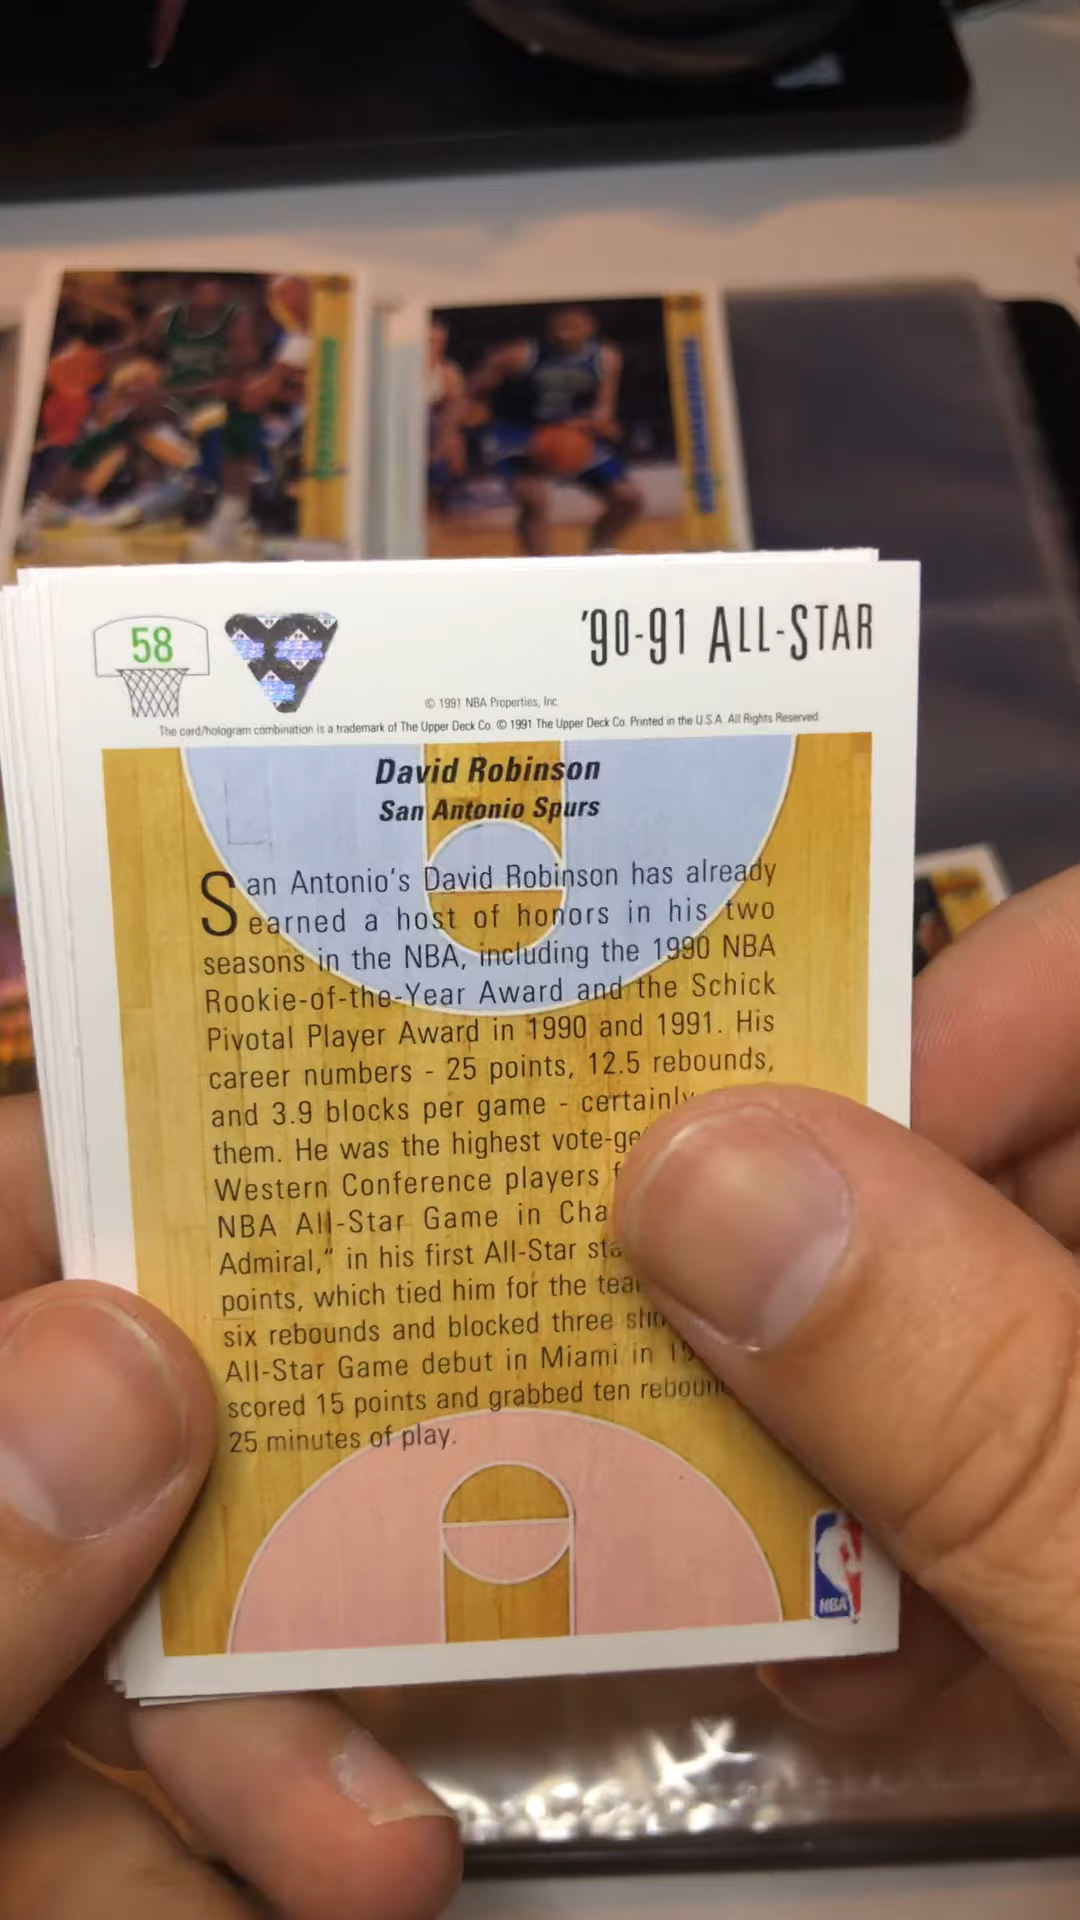 58
'90-91 ALL-STAR
© 1991 NBA Properties, Inc.
The card/hologram combination is a trademark of The Upper Deck Co. © 1991 The Upper Deck Co. Printed in the U.S.A. All Rights Reserved
David Robinson
San Antonio Spurs
San Antonio's David Robinson has already
earned a host of honors in his two
seasons in the NBA, including the 1990 NBA
Rookie-of-the-Year Award and the Schick
Pivotal Player Award in 1990 and 1991. His
career numbers - 25 points, 12.5 rebounds,
and 3.9 blocks per game - certainly
them. He was the highest vote-ge
Western Conference players
NBA All-Star Game in Cha
Admiral," in his first All-Star sta
points, which tied him for the tea
six rebounds and blocked three
All-Star Game debut in Miami in
scored 15 points and grabbed ten reboun
25 minutes of play.
NBA